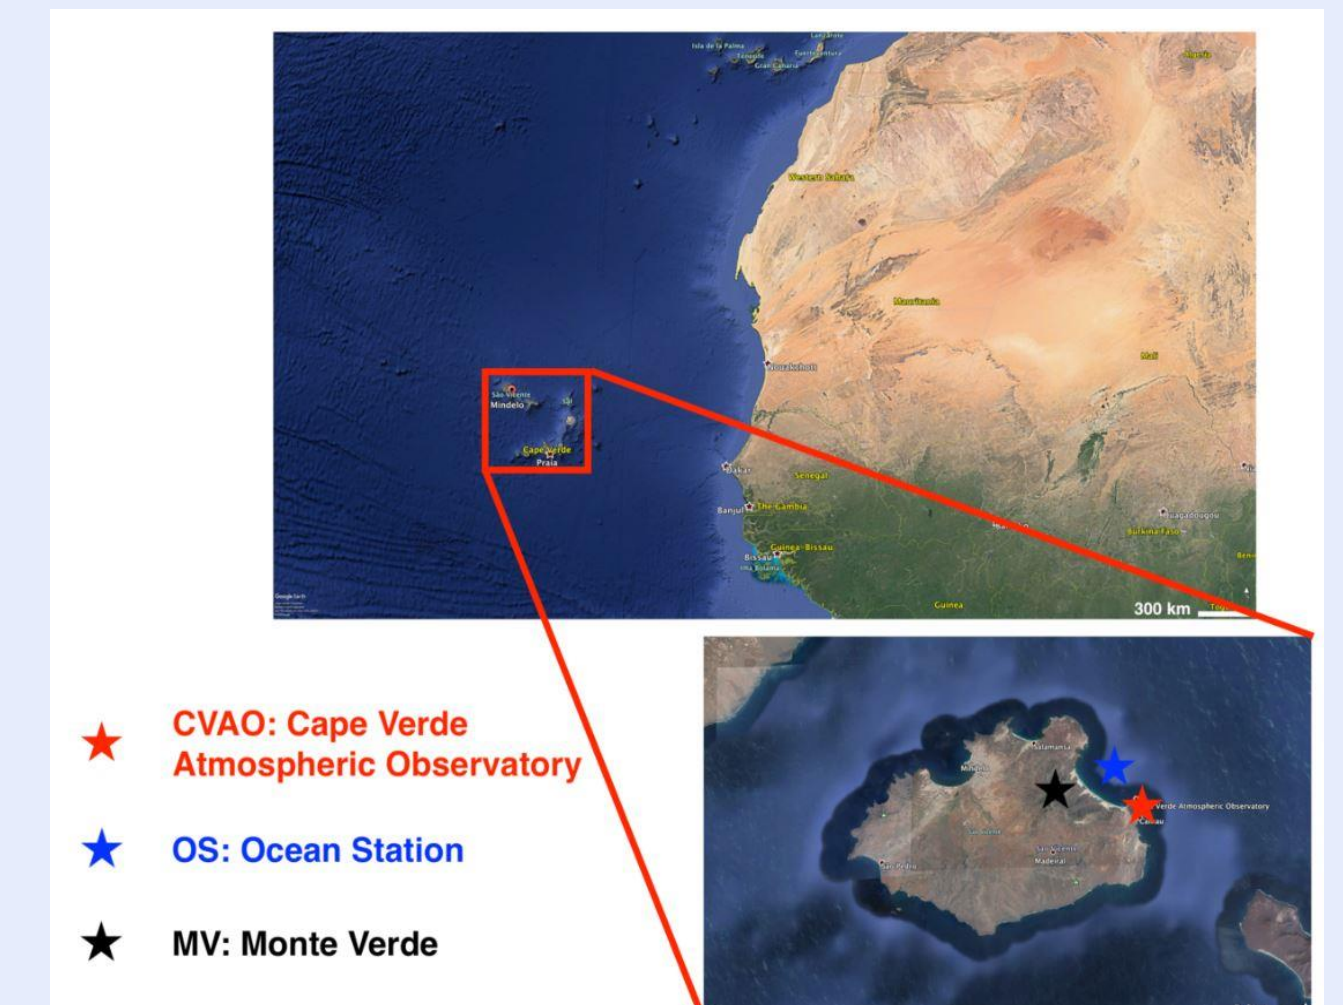 Lanzarote
Isla de la Palma
Tenerife
Fuerteventura
Gran Canaria
Algeria
Western Sahara
Mauritania
Nouakchott
Mali
São Vicente
Sal
Mindelo
Cape Verde
Praia
Dakar
Senegal
Banjul The Gambia
Ouagadougou
Burkina Faso
Guinea-Bissau
Bissau
Guinea
Google Earth
300 km
CVAO: Cape Verde
Atmospheric Observatory
OS: Ocean Station
MV: Monte Verde
Salamansa
Verde Atmospheric Observatory
Calhau
São Vicente
Madeiral
São Pedro